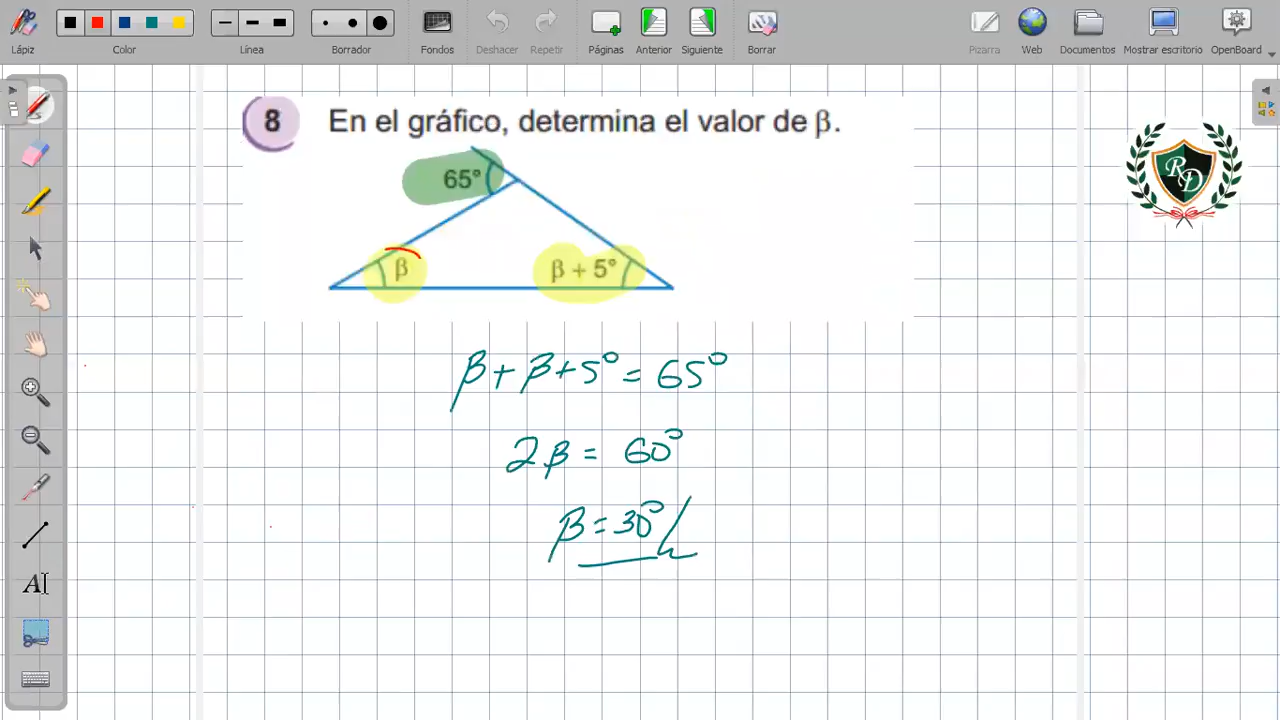 Lápiz
Color
Línea
Borrador
Fondos
Deshacer
Repetir
Páginas
Anterior
Siguiente
Borrar
Pizarra
Web
Documentos
Mostrar escritorio
OpenBoard
8 En el gráfico, determina el valor de β.
65°
β
β + 5°
RD
AI
β + β + 5° = 65°
2β = 60°
β = 30°